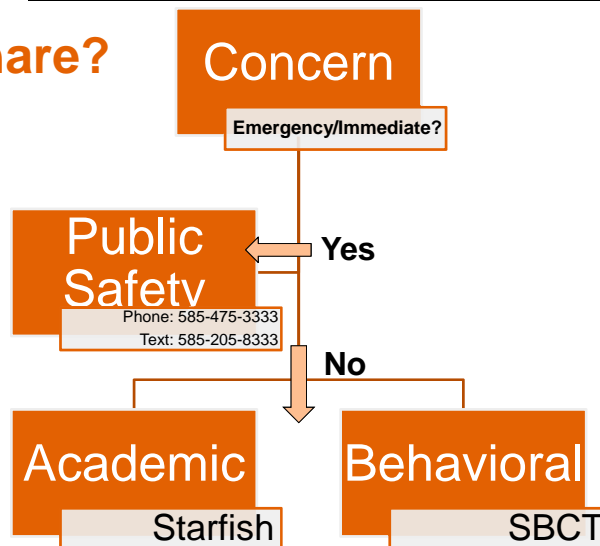 hare?
Concern
Emergency/Immediate?
Public
Safety
Phone: 585-475-3333
Text: 585-205-8333
Yes
No
Academic
Starfish
Behavioral
SBCT